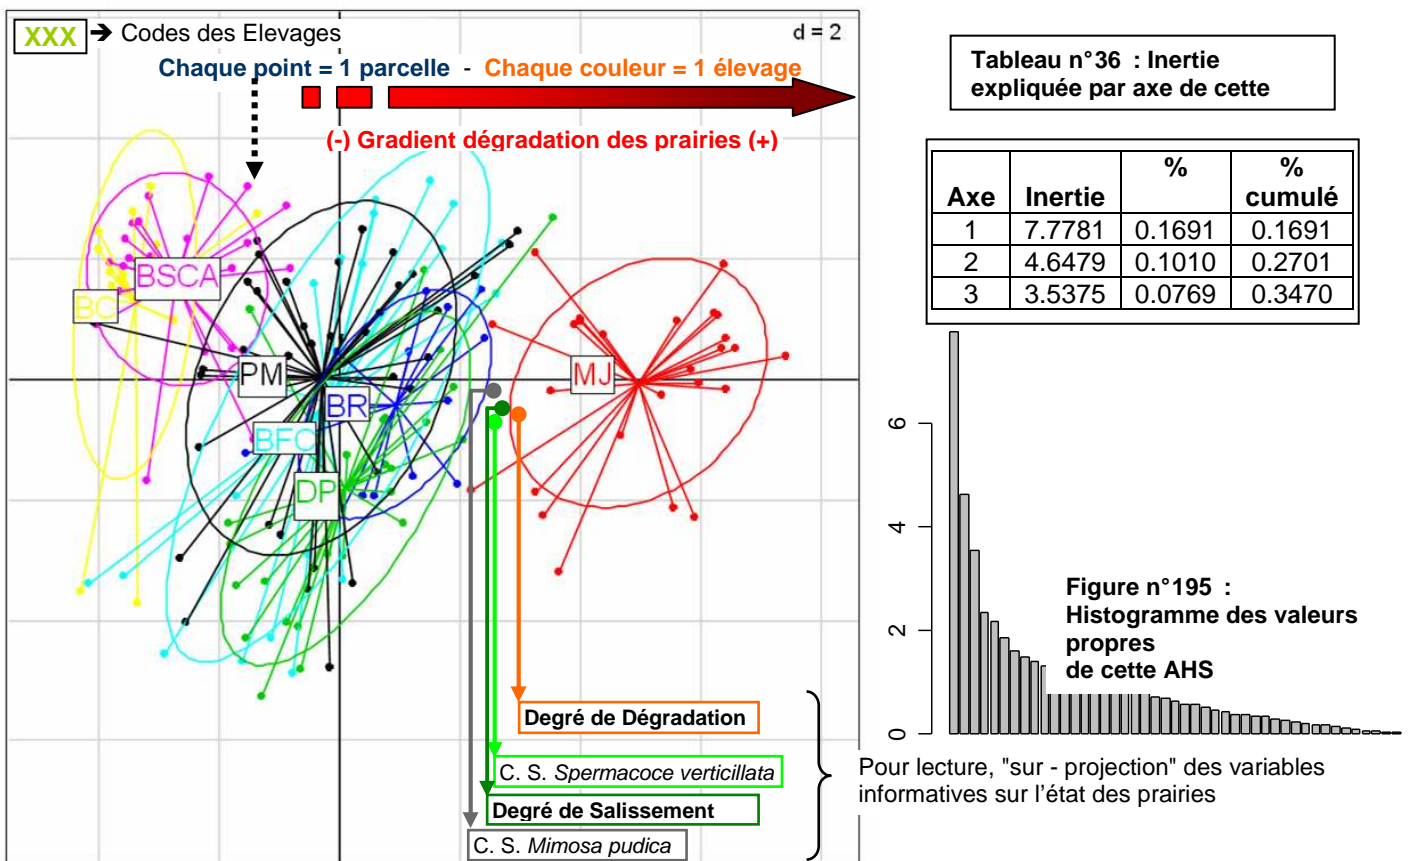 XXX → Codes des Elevages
d = 2
Chaque point = 1 parcelle - Chaque couleur = 1 élevage
(-) Gradient dégradation des prairies (+)
BSCA
BC
PM
MJ
BR
BFC
DP
Degré de Dégradation
C. S. Spermacoce verticillata
Degré de Salissement
C. S. Mimosa pudica
Tableau n°36 : Inertie
expliquée par axe de cette
Axe Inertie % % cumulé
1 7.7781 0.1691 0.1691
2 4.6479 0.1010 0.2701
3 3.5375 0.0769 0.3470
6
4
2
0
Figure n°195 :
Histogramme des valeurs
propres
de cette AHS
Pour lecture, "sur - projection" des variables
informatives sur l'état des prairies